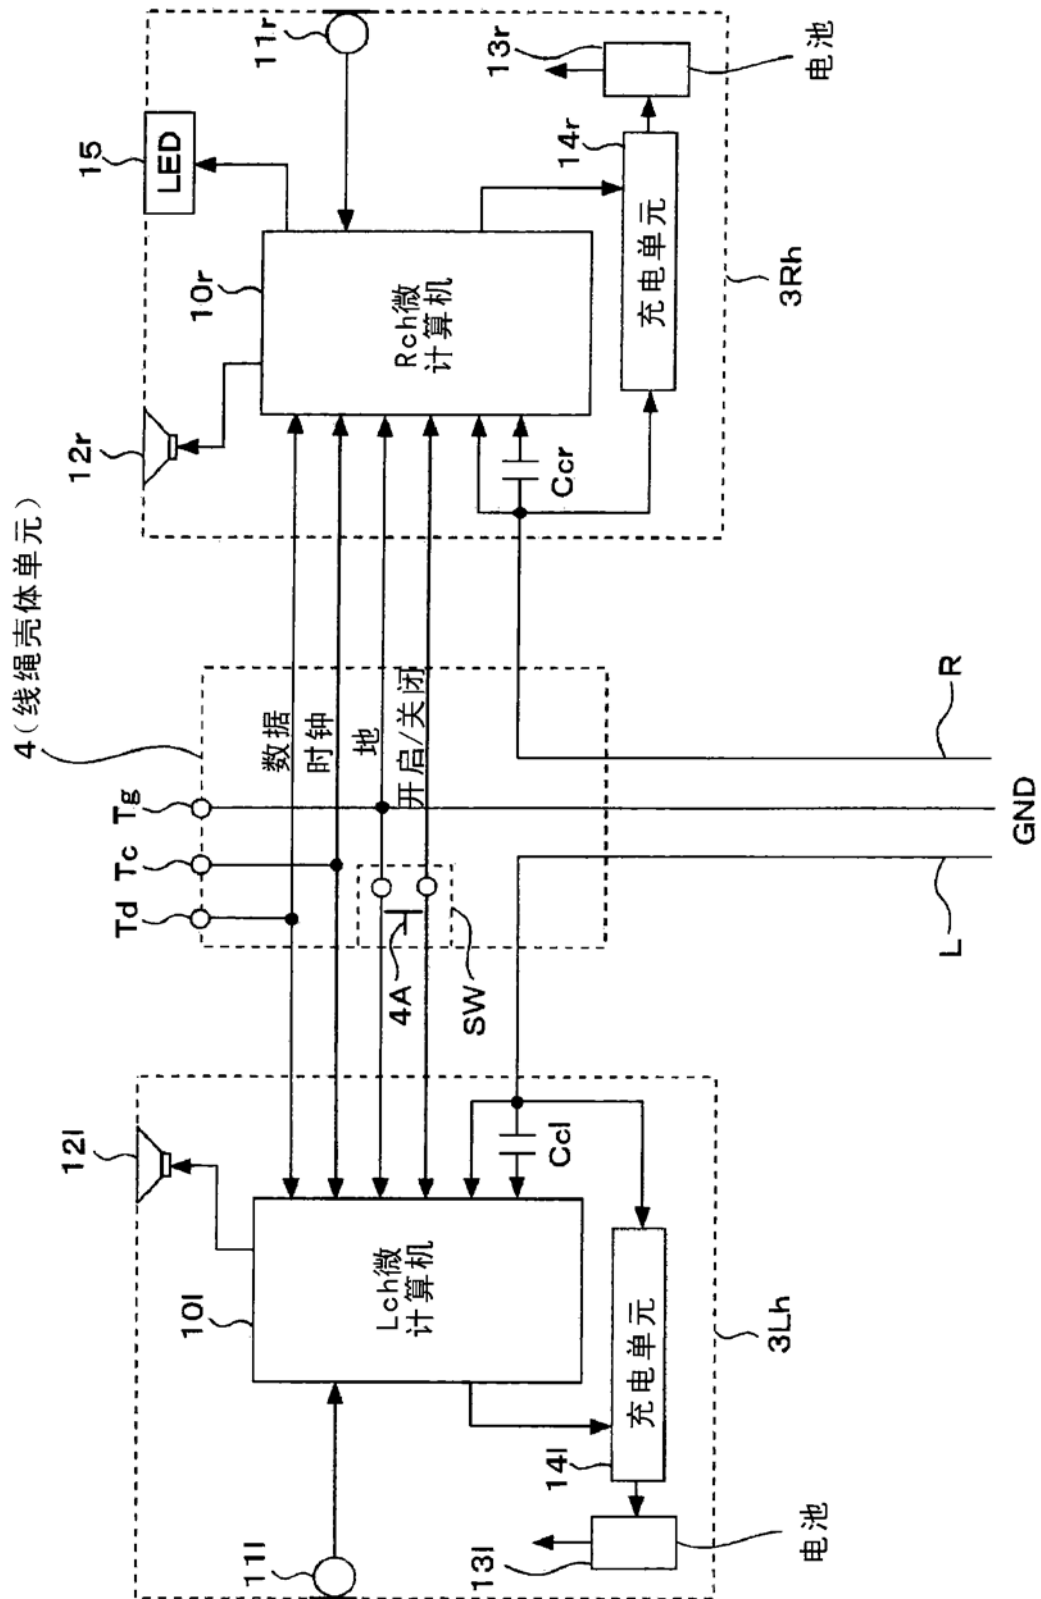 4（线绳壳体单元）
Td
Tc
Tg
12l
12r
15
LED
11r
10l
10r
数据
时钟
地
开启/关闭
Lch微
计算机
Rch微
计算机
11l
4A
SW
Ccl
Ccr
13r
14r
充电单元
电池
3Rh
充电单元
14l
13l
电池
3Lh
L
GND
R